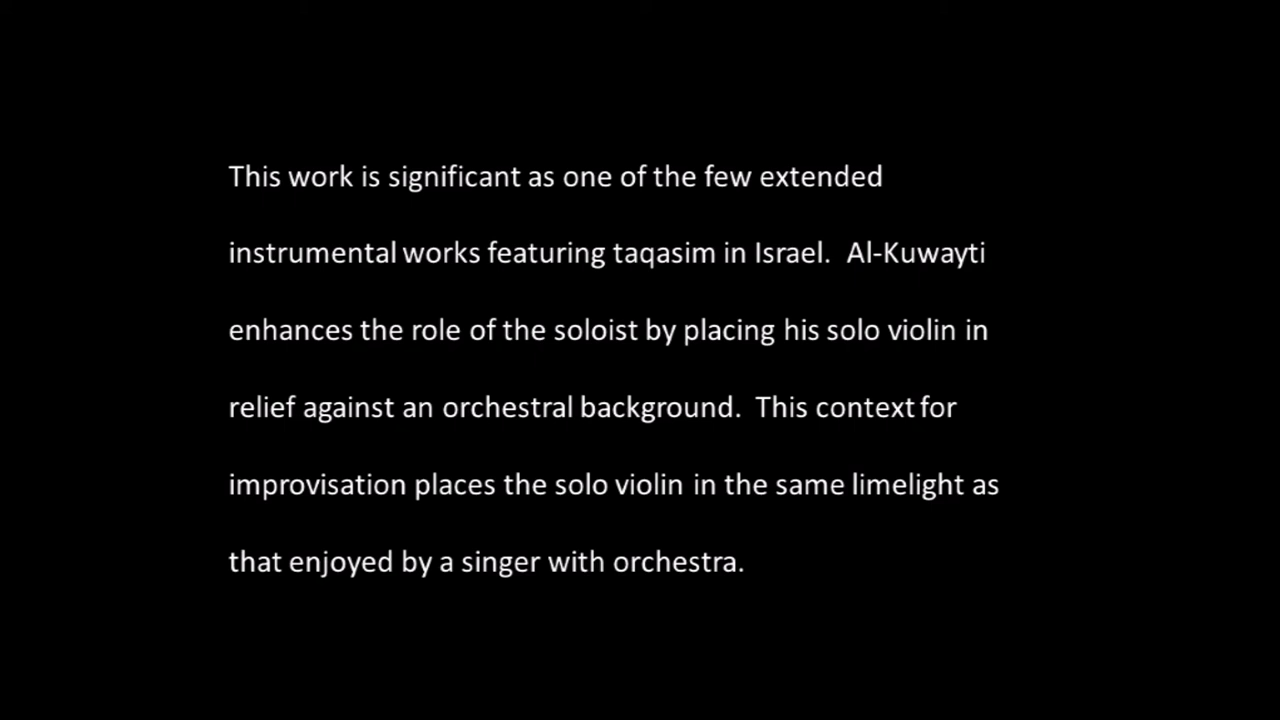 This work is significant as one of the few extended
instrumental works featuring taqasim in Israel.  Al-Kuwayti
enhances the role of the soloist by placing his solo violin in
relief against an orchestral background.  This context for
improvisation places the solo violin in the same limelight as
that enjoyed by a singer with orchestra.